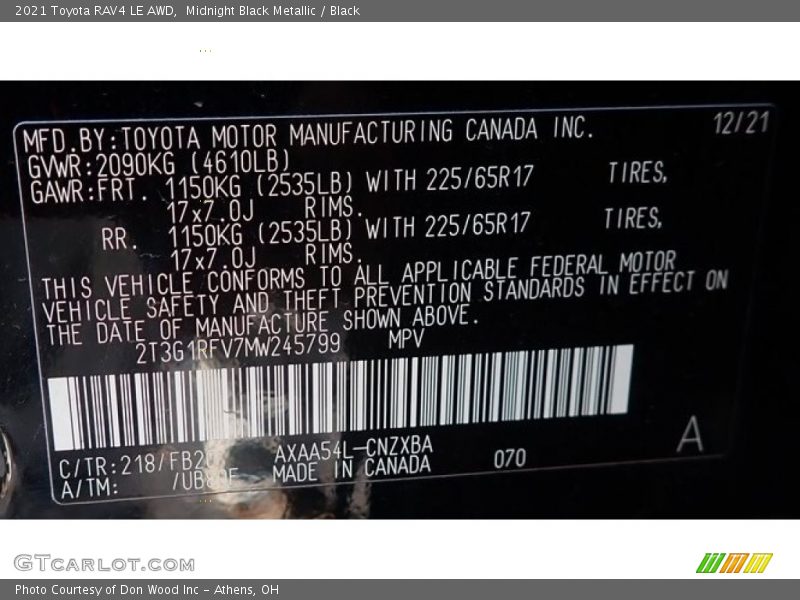 2021 Toyota RAV4 LE AWD, Midnight Black Metallic / Black
MFD.BY:TOYOTA MOTOR MANUFACTURING CANADA INC. 12/21
GVWR:2090KG (4610LB)
GAWR:FRT. 1150KG (2535LB) WITH 225/65R17 TIRES,
17x7.0J RIMS.
RR. 1150KG (2535LB) WITH 225/65R17 TIRES,
17x7.0J RIMS.
THIS VEHICLE CONFORMS TO ALL APPLICABLE FEDERAL MOTOR
VEHICLE SAFETY AND THEFT PREVENTION STANDARDS IN EFFECT ON
THE DATE OF MANUFACTURE SHOWN ABOVE.
2T3G1RFV7MW245799 MPV
C/TR:218/ AXAA54L-CNZXBA
A/TM: MADE IN CANADA 070 A
GTCARLOT.COM
Photo Courtesy of Don Wood Inc - Athens, OH